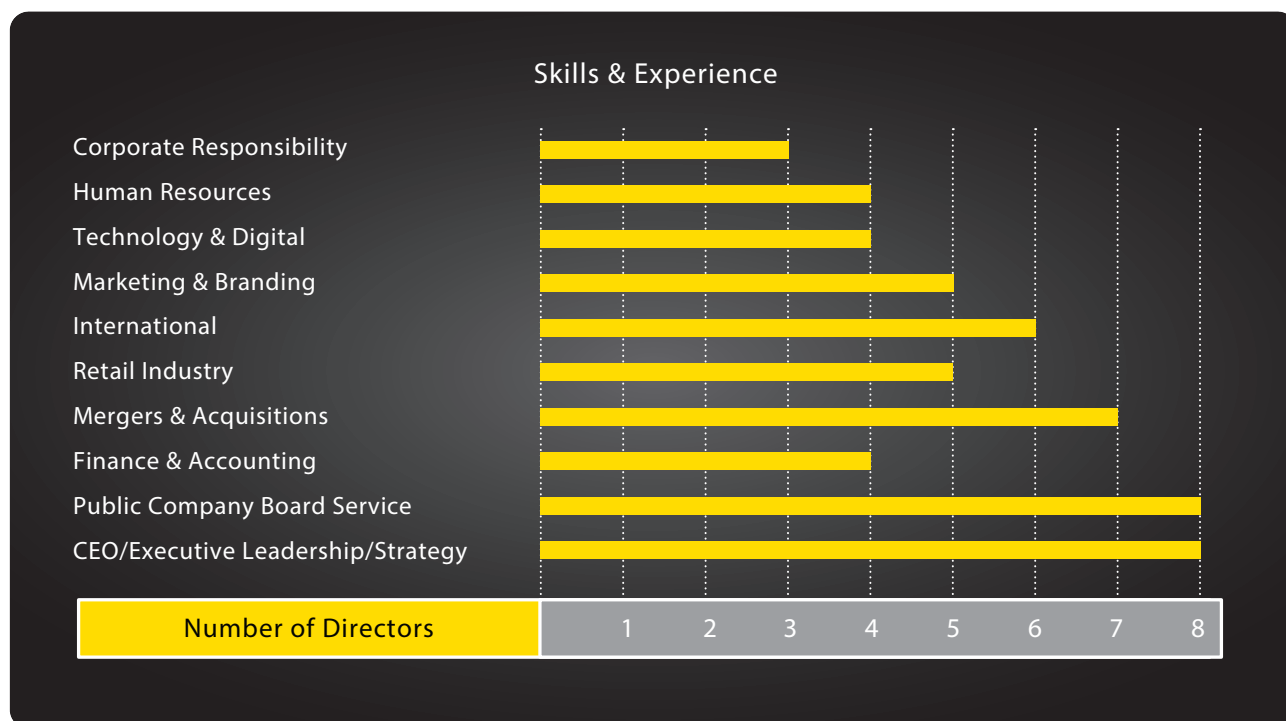 Skills & Experience
Corporate Responsibility
Human Resources
Technology & Digital
Marketing & Branding
International
Retail Industry
Mergers & Acquisitions
Finance & Accounting
Public Company Board Service
CEO/Executive Leadership/Strategy
Number of Directors 1 2 3 4 5 6 7 8